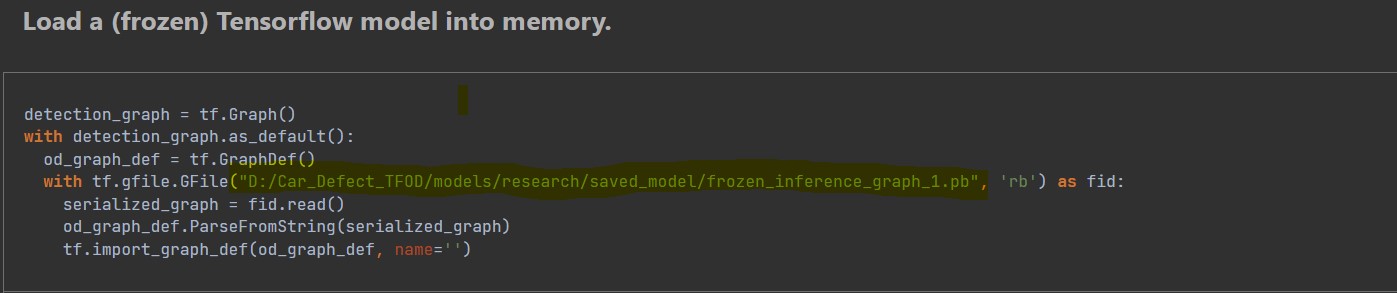 Load a (frozen) Tensorflow model into memory.
detection_graph = tf.Graph()
with detection_graph.as_default():
  od_graph_def = tf.GraphDef()
  with tf.gfile.GFile("D:/Car_Defect_TFOD/models/research/saved_model/frozen_inference_graph_1.pb", 'rb') as fid:
    serialized_graph = fid.read()
    od_graph_def.ParseFromString(serialized_graph)
    tf.import_graph_def(od_graph_def, name='')